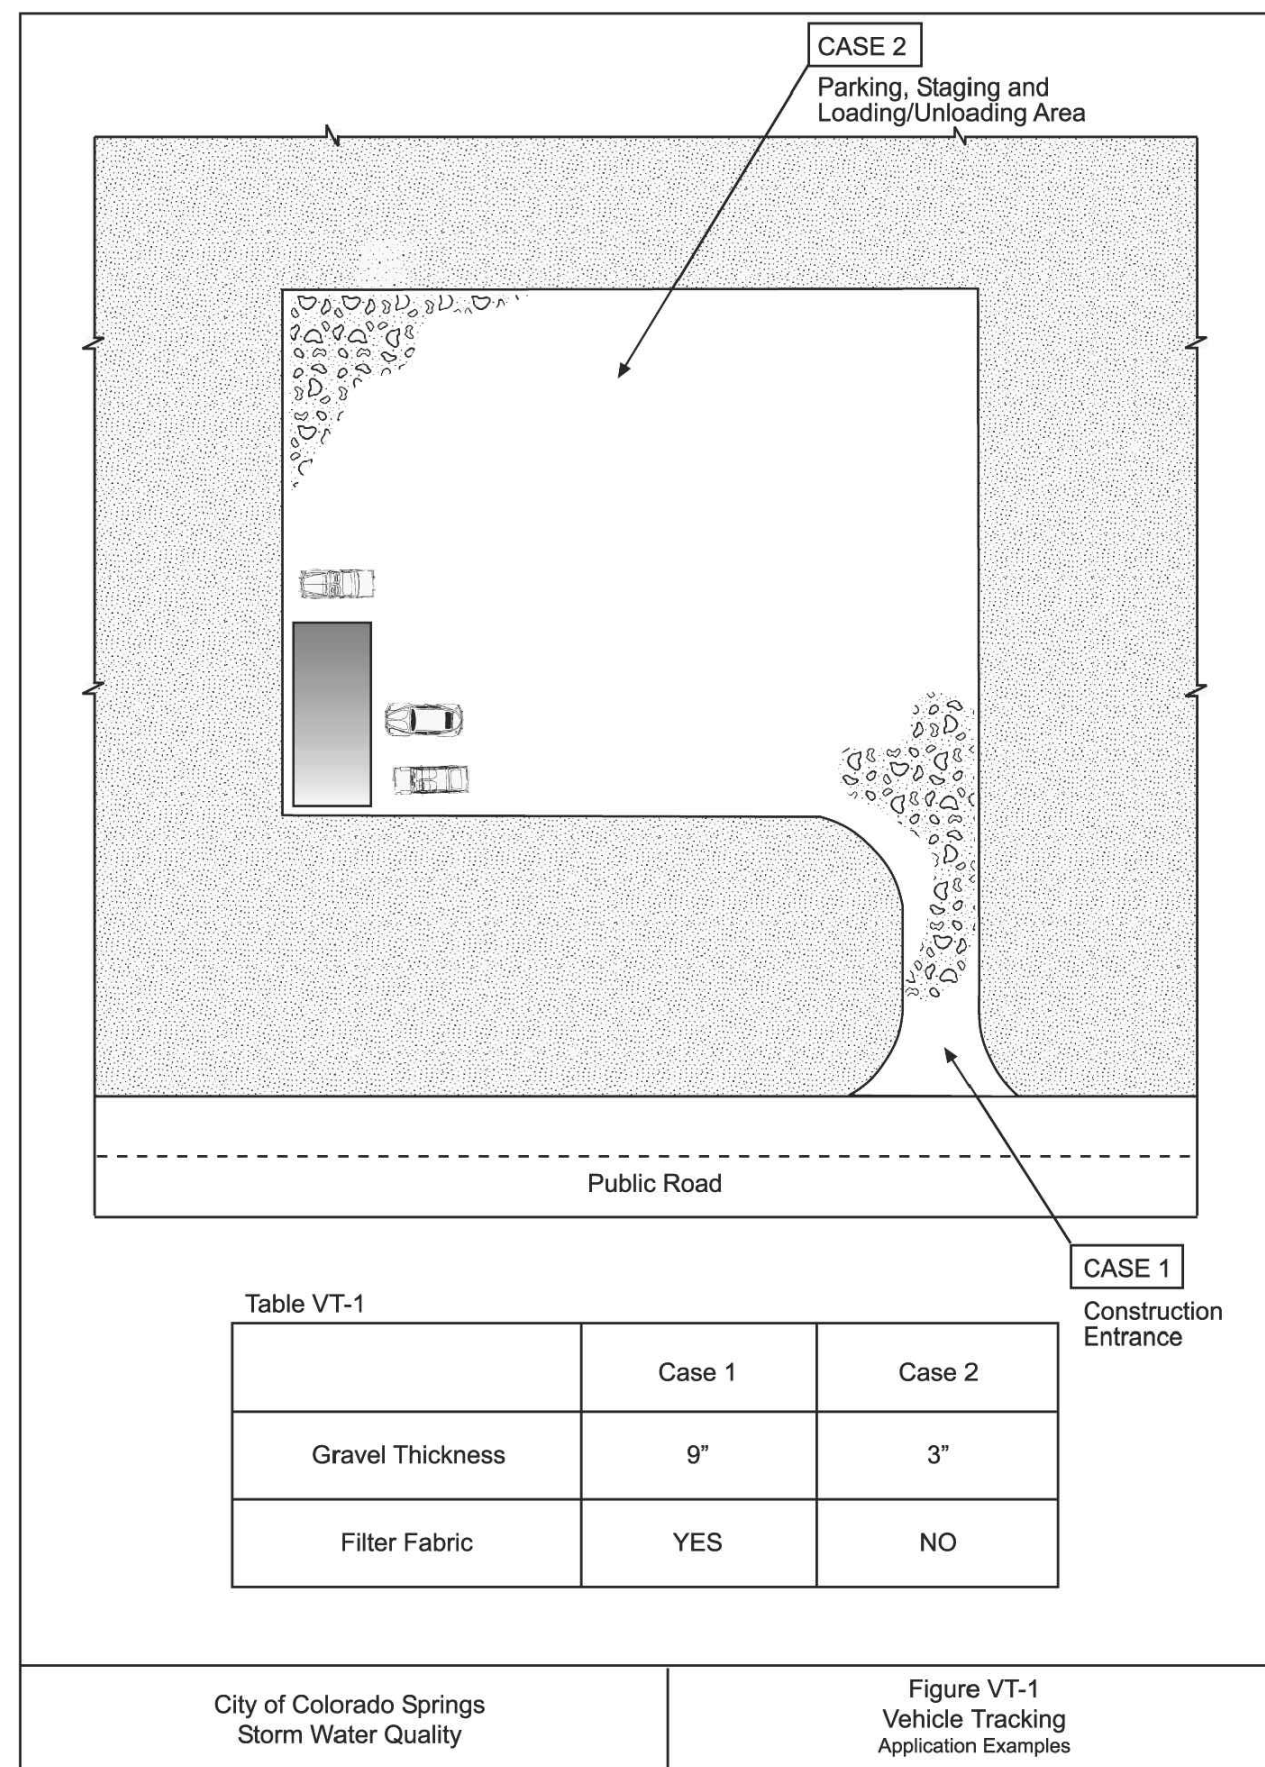 CASE 2
Parking, Staging and
Loading/Unloading Area
Public Road
CASE 1
Construction
Entrance
Table VT-1
Case 1 Case 2
Gravel Thickness 9” 3”
Filter Fabric YES NO
City of Colorado Springs
Storm Water Quality
Figure VT-1
Vehicle Tracking
Application Examples